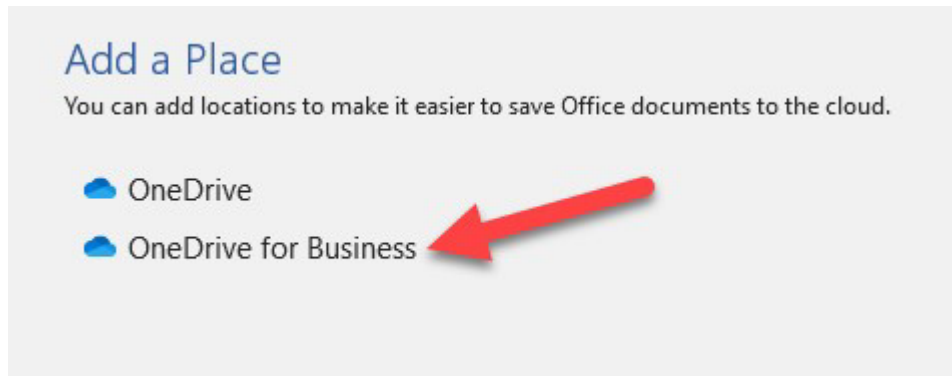 Add a Place
You can add locations to make it easier to save Office documents to the cloud.
OneDrive
OneDrive for Business